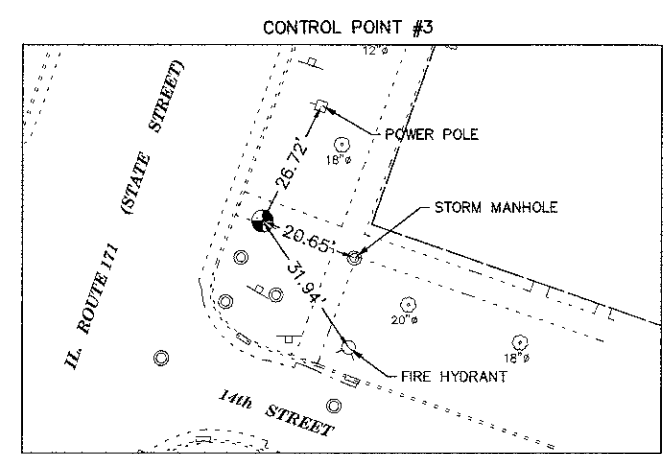 CONTROL POINT #3
12"ø
IL. ROUTE 171 (STATE STREET)
POWER POLE
18"ø
26.72'
STORM MANHOLE
20.65'
31.94'
20"ø
18"ø
FIRE HYDRANT
14th STREET